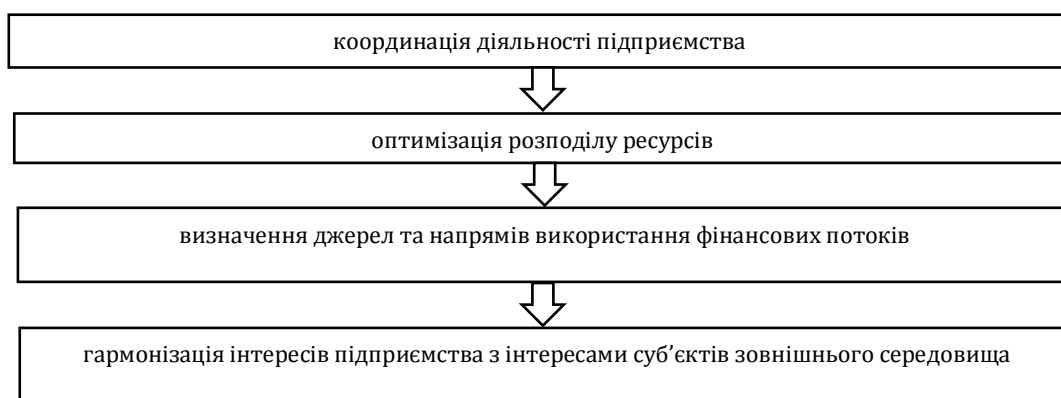 координація діяльності підприємства
оптимізація розподілу ресурсів
визначення джерел та напрямів використання фінансових потоків
гармонізація інтересів підприємства з інтересами суб’єктів зовнішнього середовища